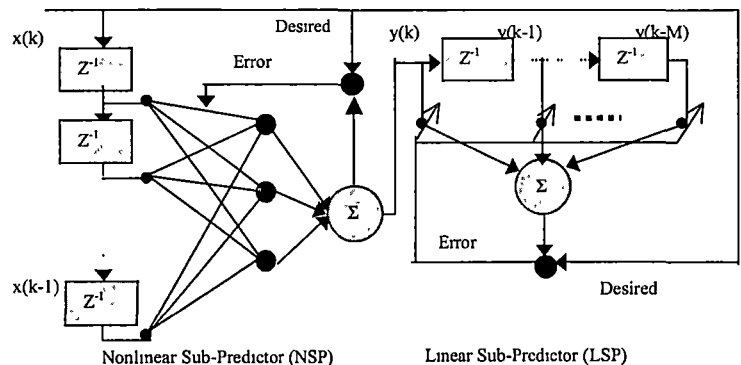 Desired
x(k)
y(k)
y(k-1)
y(k-M)
Z⁻¹
Error
Z⁻¹
Z⁻¹
Z⁻¹
Σ
Σ
Error
x(k-1)
Z⁻¹
Desired
Nonlinear Sub-Predictor (NSP)
Linear Sub-Predictor (LSP)